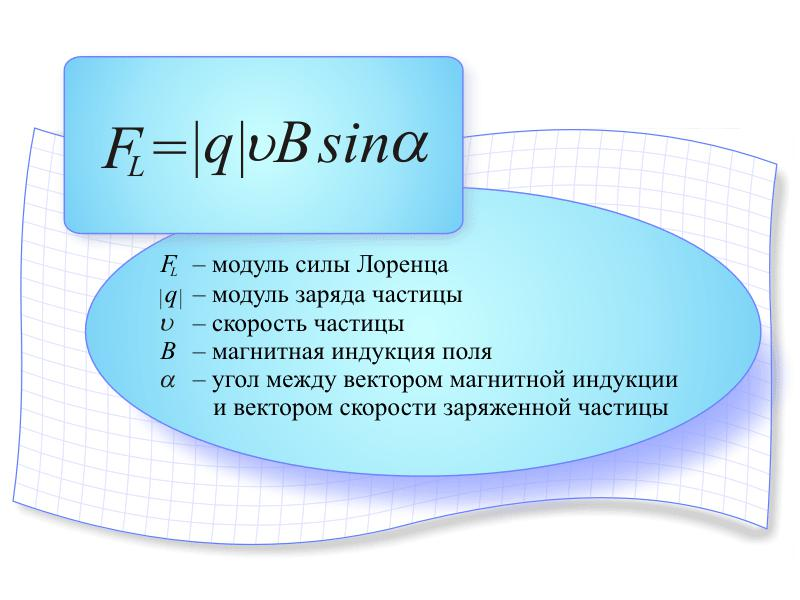 F_L=|q|υB sinα
F_L – модуль силы Лоренца
|q| – модуль заряда частицы
υ – скорость частицы
B – магнитная индукция поля
α – угол между вектором магнитной индукции
и вектором скорости заряженной частицы